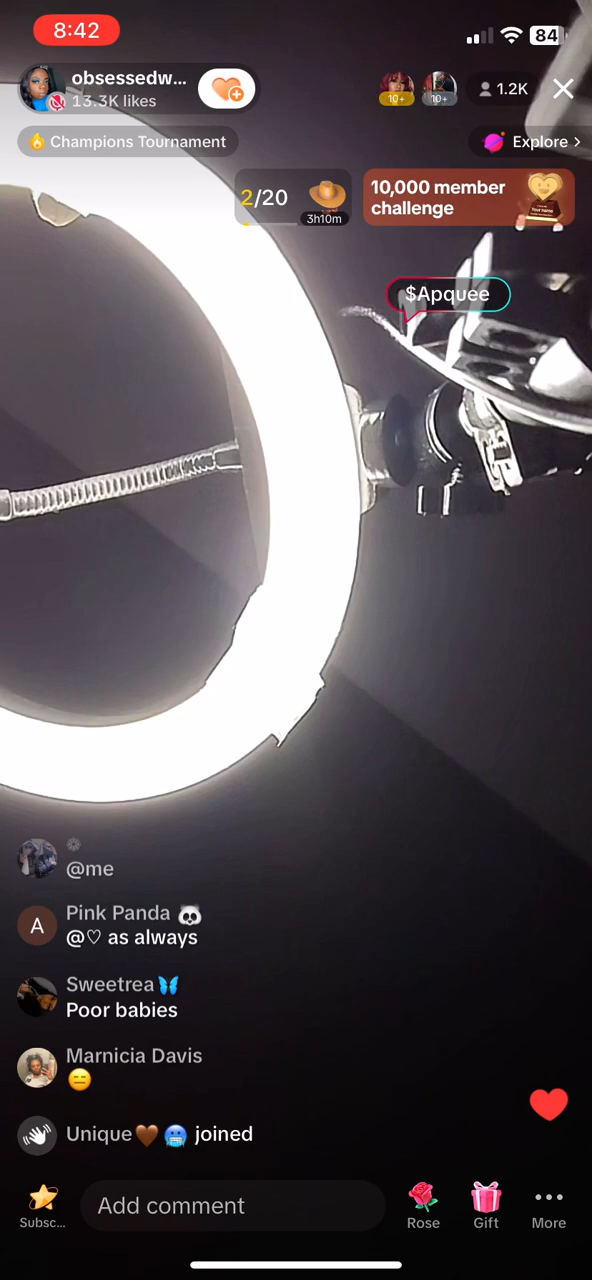 8:42
84
obsessedw...
13.3K likes
10+
10+
1.2K
Champions Tournament
Explore >
2/20
3h10m
10,000 member
challenge
$Apquee
@me
A
Pink Panda 🐼
@♡ as always
Sweetrea🦋
Poor babies
Marnicia Davis
😑
Unique🤎🥶 joined
Add comment
Subsc...
Rose
Gift
More